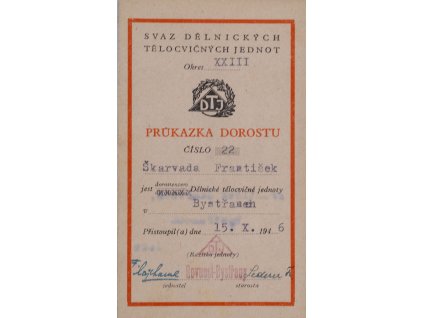 SVAZ DĚLNICKÝCH
TĚLOCVIČNÝCH JEDNOT
Okres XXIII
DTJ
PRŮKAZKA DOROSTU
ČÍSLO 22
Škarvada František
jest dorostencem Dělnické tělocvičné jednoty
v Bystřanech
Přistoupil(a) dne 15. X. 1946
(Razítko jednoty)
jednatel starosta